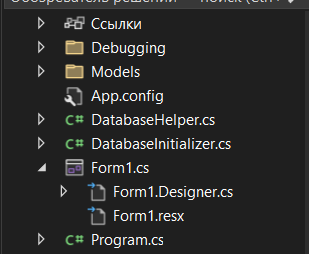 Ссылки
Debugging
Models
App.config
C# DatabaseHelper.cs
C# DatabaseInitializer.cs
Form1.cs
Form1.Designer.cs
Form1.resx
C# Program.cs